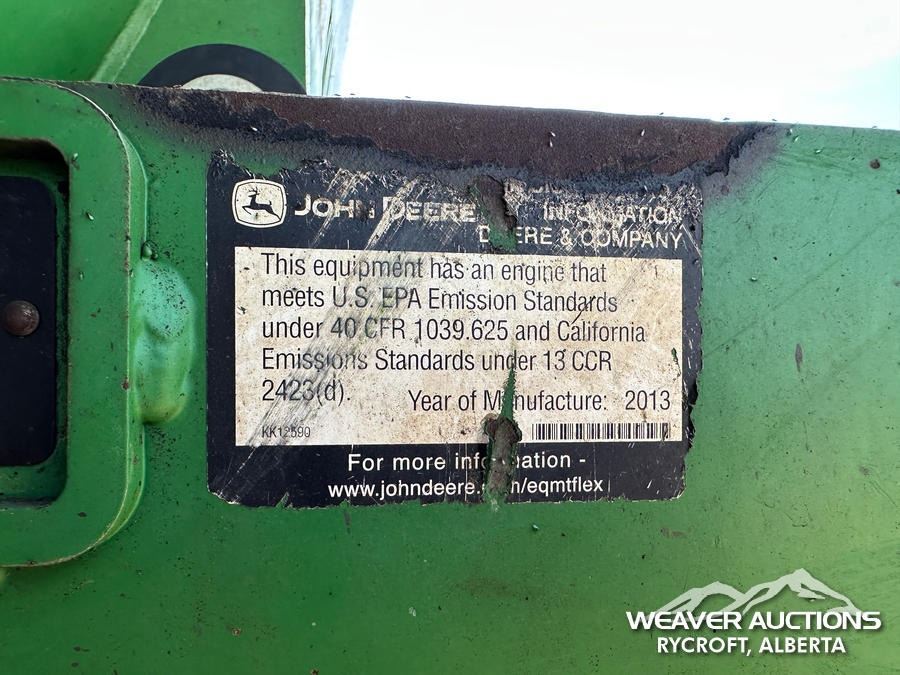 JOHN DEERE INFORMATION
DEERE & COMPANY
This equipment has an engine that
meets U.S. EPA Emission Standards
under 40 CFR 1039.625 and California
Emissions Standards under 13 CCR
2423(d).
Year of Manufacture: 2013
KK12590
For more information -
www.johndeere.com/eqmtflex
WEAVER AUCTIONS
RYCROFT, ALBERTA